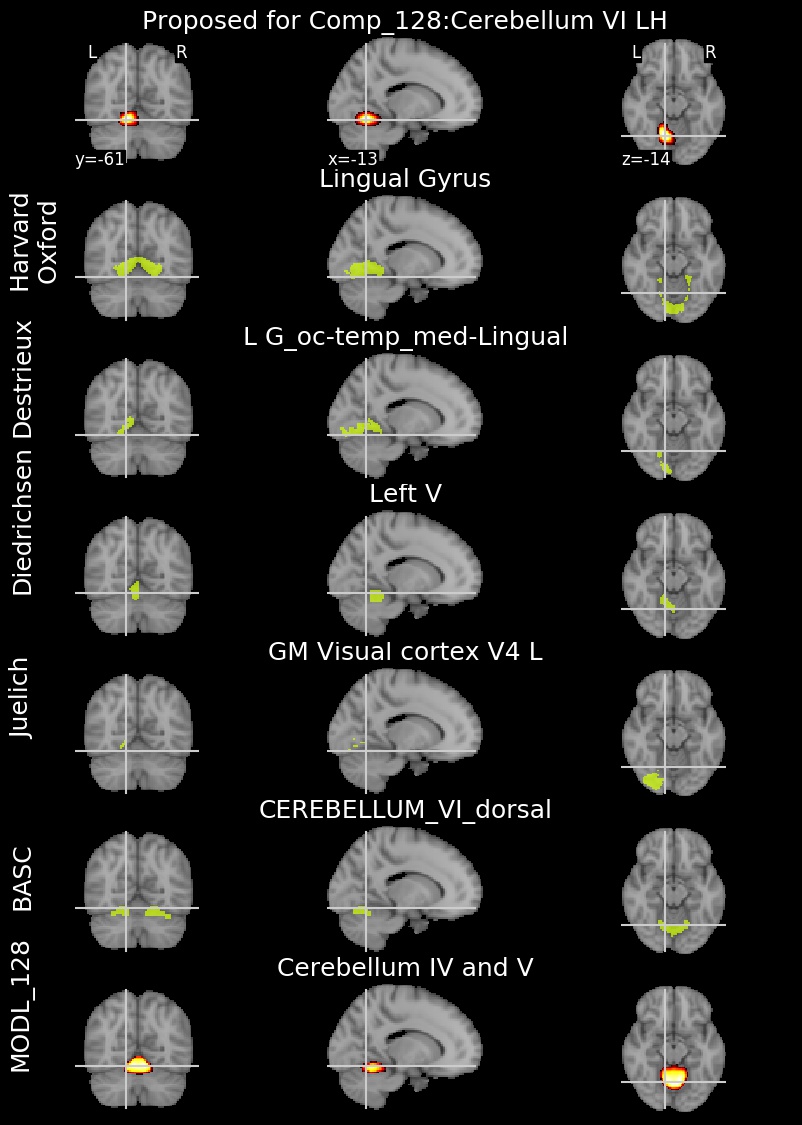 Proposed for Comp_128:Cerebellum VI LH
L R L R
y=-61 x=-13 z=-14
Lingual Gyrus
Harvard
Oxford
L G_oc-temp_med-Lingual
Destrieux
Left V
Diedrichsen
GM Visual cortex V4 L
Juelich
CEREBELLUM_VI_dorsal
BASC
Cerebellum IV and V
MODL_128